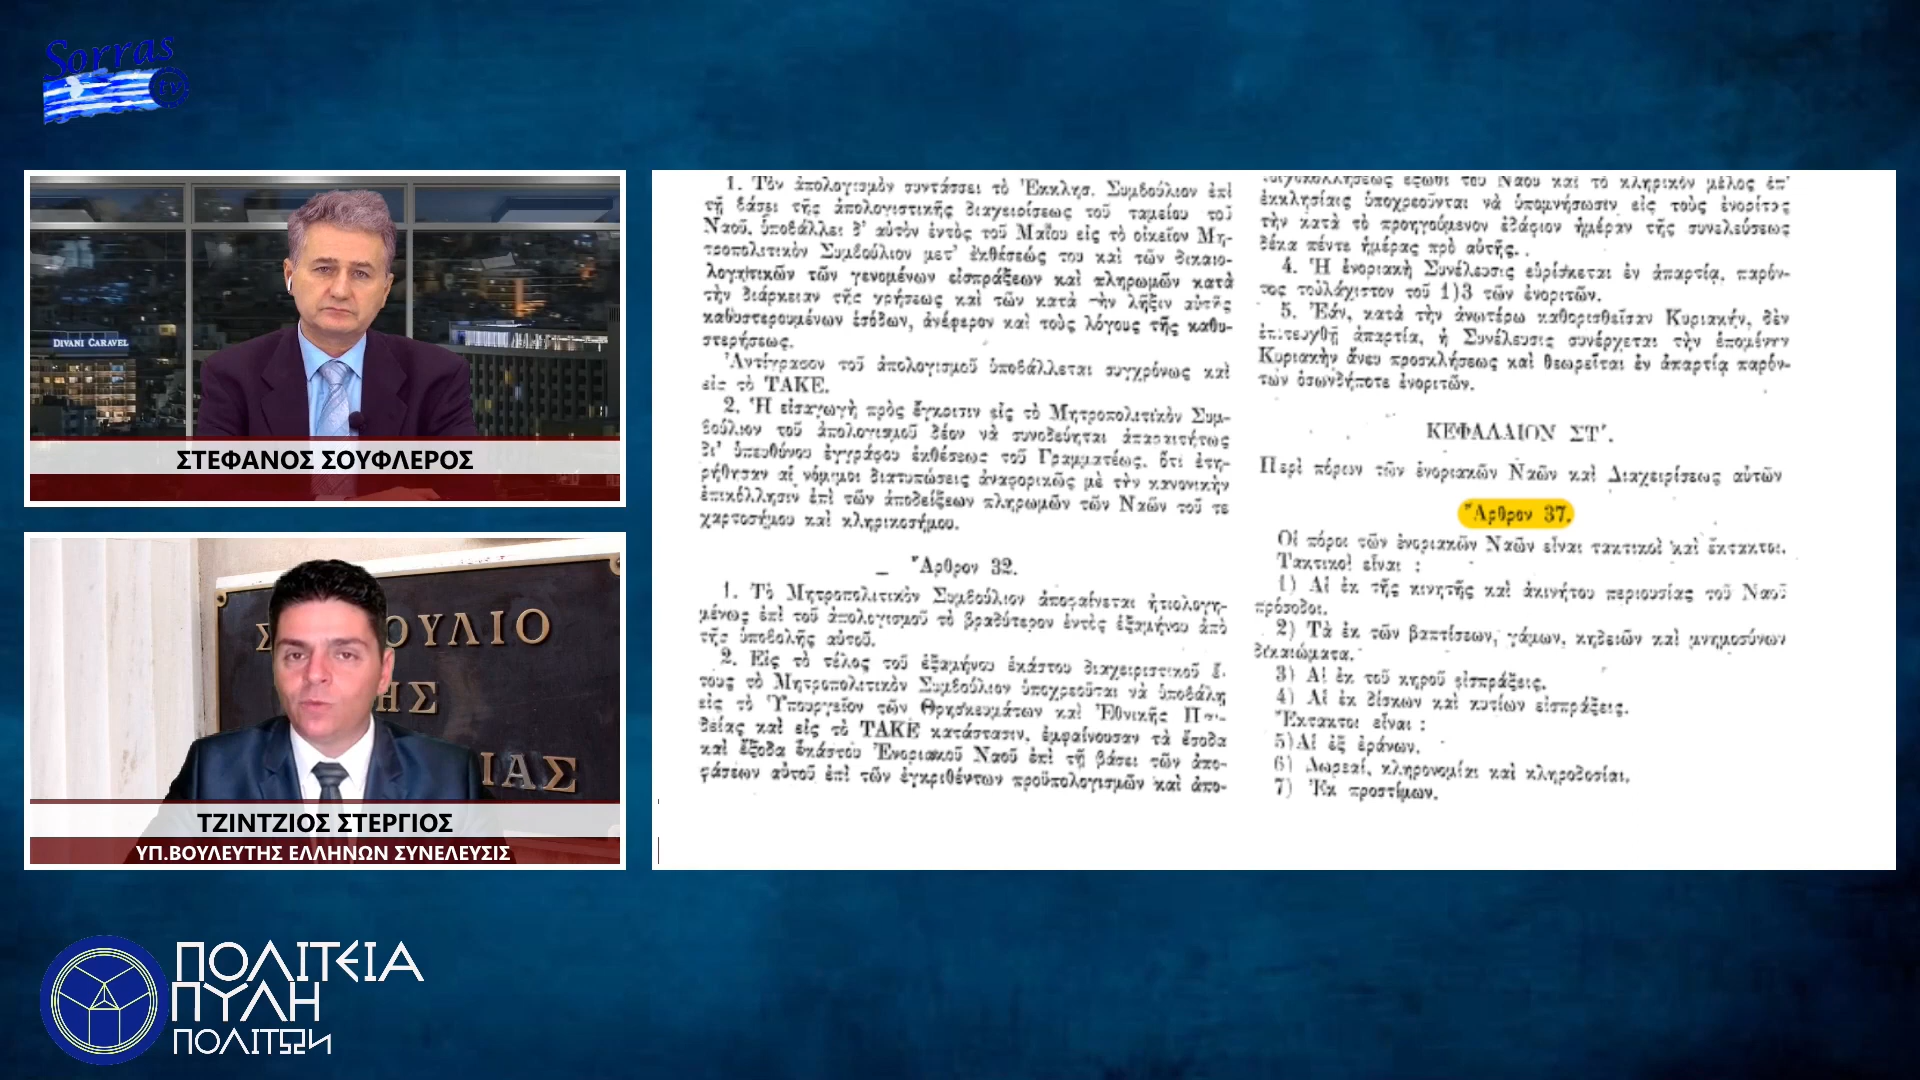 Sorras
TV
DIVANI CARAVEL
ΣΤΕΦΑΝΟΣ ΣΟΥΦΛΕΡΟΣ
ΟΥΛΙΟ
ΗΣ
ΙΑΣ
ΤΖΙΝΤΖΙΟΣ ΣΤΕΡΓΙΟΣ
ΥΠ.ΒΟΥΛΕΥΤΗΣ ΕΛΛΗΝΩΝ ΣΥΝΕΛΕΥΣΙΣ
ΠΟΛΙΤΕΙΑ
ΠΥΛΗ
ΠΟΛΙΤΩΝ
1. Τὸν ἀπολογισμὸν συντάσσει τὸ Ἐκκλησ. Συμβούλιον ἐπὶ
τῇ βάσει τῆς ἀπολογιστικῆς διαχειρίσεως τοῦ ταμείου τοῦ
Ναοῦ, ὑποβάλλει δ' αὐτὸν ἐντὸς τοῦ Μαΐου εἰς τὸ οἰκεῖον Μη-
τροπολιτικὸν Συμβούλιον μετ' ἐκθέσεώς του καὶ τῶν δικαιο-
λογητικῶν τῶν γενομένων εἰσπράξεων καὶ πληρωμῶν κατὰ
τὴν διάρκειαν τῆς χρήσεως καὶ τῶν κατὰ τὴν λῆξιν αὐτῆς
καθυστερουμένων ἐσόδων, ἀνέφερον καὶ τοὺς λόγους τῆς καθυ-
στερήσεως.
Ἀντίγραφον τοῦ ἀπολογισμοῦ ὑποβάλλεται συγχρόνως καὶ
εἰς τὸ ΤΑΚΕ.
2. Ἡ εἰσαγωγὴ πρὸς ἔγκρισιν εἰς τὸ Μητροπολιτικὸν Συμ-
βούλιον τοῦ ἀπολογισμοῦ δέον νὰ συνοδεύηται ἀπαραιτήτως
δι' ὑπευθύνου ἐγγράφου ἐκθέσεως τοῦ Γραμματέως, ὅτι ἐτη-
ρήθησαν αἱ νόμιμοι διατυπώσεις ἀναφορικῶς μὲ τὴν κανονικὴν
ἐπικόλλησιν ἐπὶ τῶν ἀποδείξεων πληρωμῶν τῶν Ναῶν τοῦ τε
χαρτοσήμου καὶ κληρικοσήμου.
Ἄρθρον 32.
1. Τὸ Μητροπολιτικὸν Συμβούλιον ἀποφαίνεται ἠτιολογη-
μένως ἐπὶ τοῦ ἀπολογισμοῦ τὸ βραδύτερον ἐντὸς ἑξαμήνου ἀπὸ
τῆς ὑποβολῆς αὐτοῦ.
2. Εἰς τὸ τέλος τοῦ ἑξαμήνου ἑκάστου διαχειριστικοῦ ἔ-
τους τὸ Μητροπολιτικὸν Συμβούλιον ὑποχρεοῦται νὰ ὑποβάλῃ
εἰς τὸ Ὑπουργεῖον τῶν Θρησκευμάτων καὶ Ἐθνικῆς Παι-
δείας καὶ εἰς τὸ ΤΑΚΕ κατάστασιν, ἐμφαίνουσαν τὰ ἔσοδα
καὶ ἔξοδα ἑκάστου Ἐνοριακοῦ Ναοῦ ἐπὶ τῇ βάσει τῶν ἀπο-
φάσεων αὐτοῦ ἐπὶ τῶν ἐγκριθέντων προϋπολογισμῶν καὶ ἀπο-
τοιχοκολλήσεως ἔξωθι τοῦ Ναοῦ καὶ τὸ κληρικὸν μέλος ἐπ'
ἐκκλησίαις ὑποχρεοῦνται νὰ ὑπομνήσωσιν εἰς τοὺς ἐνορίτας
τὴν κατὰ τὸ προηγούμενον ἐδάφιον ἡμέραν τῆς συνελεύσεως
δέκα πέντε ἡμέρας πρὸ αὐτῆς.
4. Ἡ ἐνοριακὴ Συνέλευσις εὑρίσκεται ἐν ἀπαρτίᾳ, παρόν-
τος τοὐλάχιστον τοῦ 1)3 τῶν ἐνοριτῶν.
5. Ἐάν, κατὰ τὴν ἀνωτέρω καθορισθεῖσαν Κυριακήν, δὲν
ἐπιτευχθῇ ἀπαρτία, ἡ Συνέλευσις συνέρχεται τὴν ἑπομένην
Κυριακὴν ἄνευ προσκλήσεως καὶ θεωρεῖται ἐν ἀπαρτίᾳ παρόν-
των ὁσωνδήποτε ἐνοριτῶν.
ΚΕΦΑΛΑΙΟΝ ΣΤ'.
Περὶ πόρων τῶν ἐνοριακῶν Ναῶν καὶ Διαχειρίσεως αὐτῶν
Ἄρθρον 37.
Οἱ πόροι τῶν ἐνοριακῶν Ναῶν εἶναι τακτικοὶ καὶ ἔκτακτοι.
Τακτικοὶ εἶναι :
1) Αἱ ἐκ τῆς κινητῆς καὶ ἀκινήτου περιουσίας τοῦ Ναοῦ
πρόσοδοι.
2) Τὰ ἐκ τῶν βαπτίσεων, γάμων, κηδειῶν καὶ μνημοσύνων
δικαιώματα.
3) Αἱ ἐκ τοῦ κηροῦ εἰσπράξεις.
4) Αἱ ἐκ δίσκων καὶ κυτίων εἰσπράξεις.
Ἔκτακτοι εἶναι :
5) Αἱ ἐξ ἐράνων.
6) Δωρεαί, κληρονομίαι καὶ κληροδοσίαι.
7) Ἐκ προστίμων.